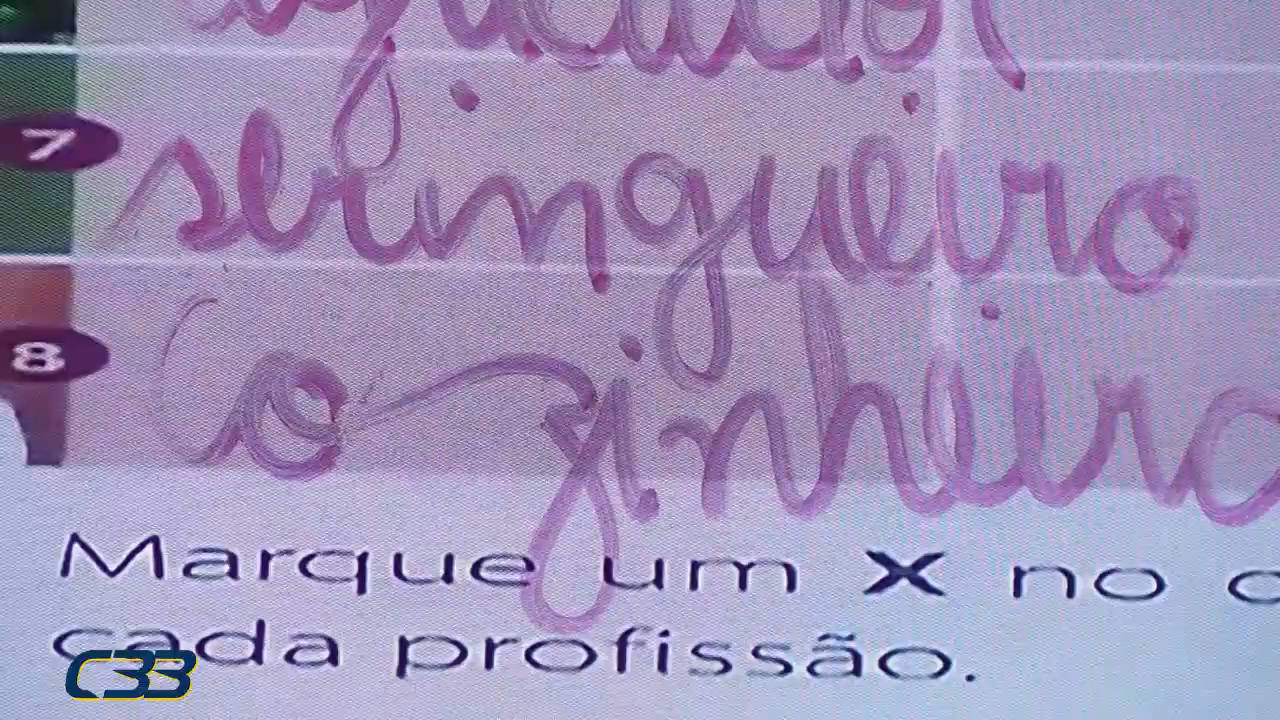 7 seringueiro
8 Cozinheiro
Marque um X no
cada profissão.
C33